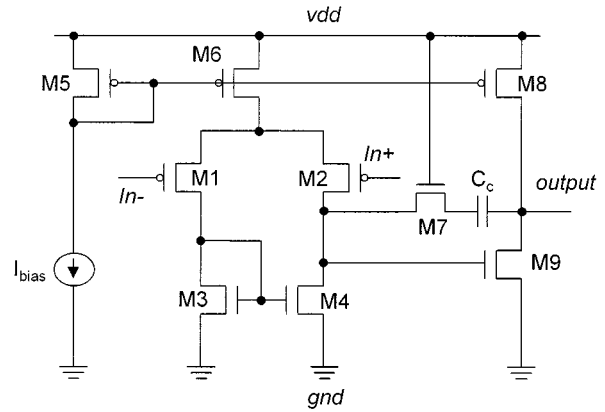 vdd
M5
M6
M8
In-
M1
M2
In+
C_c
output
M7
I_bias
M3
M4
M9
gnd